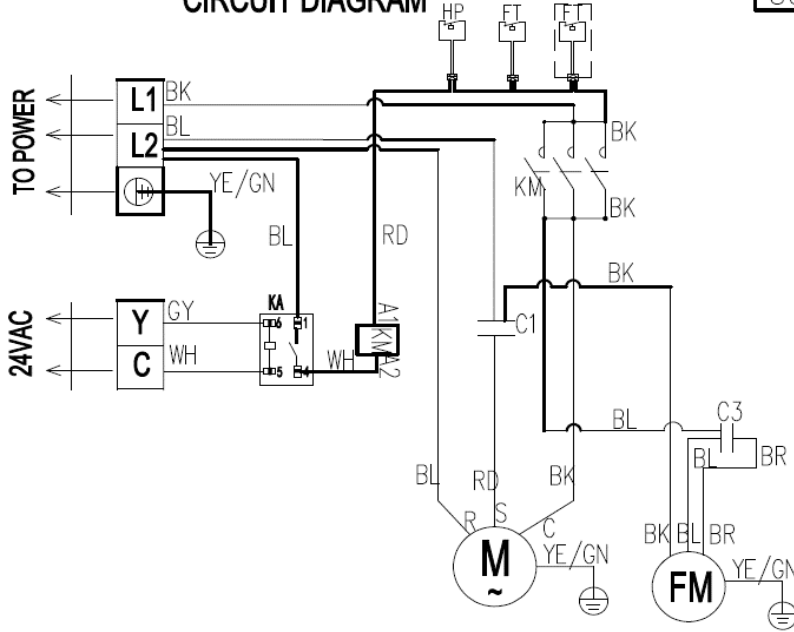 CIRCUIT DIAGRAM
HP
FT
FT
TO POWER
L1
BK
BL
L2
YE/GN
BL
RD
KM
BK
BK
24VAC
Y
GY
C
WH
KA
6
1
5
4
WH
A1
KM
A2
C1
BK
BL
C3
BL
BR
BL
RD
BK
R
S
C
M
~
YE/GN
BK
BL
BR
FM
YE/GN